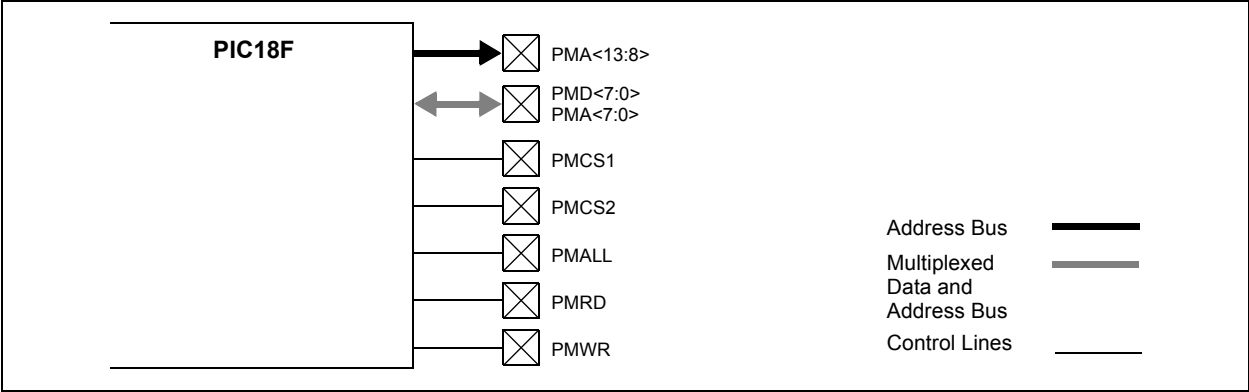 PIC18F
PMA<13:8>
PMD<7:0>
PMA<7:0>
PMCS1
PMCS2
PMALL
PMRD
PMWR
Address Bus
Multiplexed
Data and
Address Bus
Control Lines